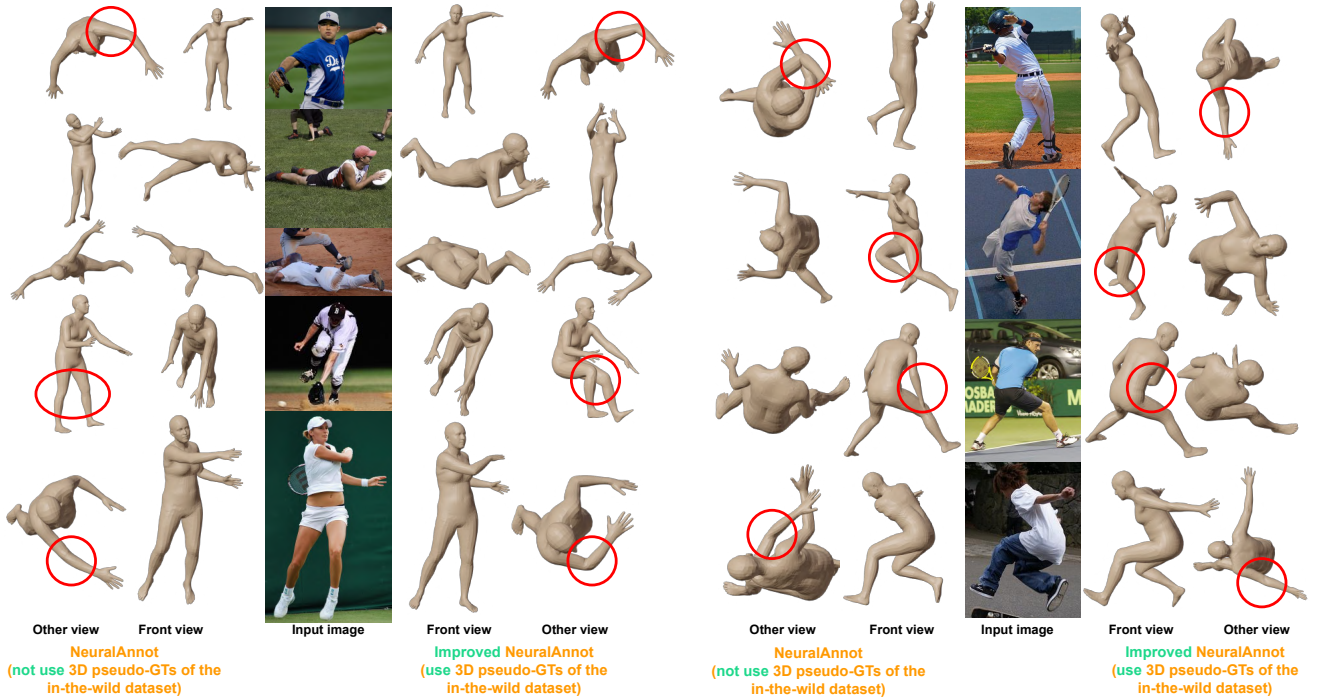 Other view
Front view
Input image
Front view
Other view
NeuralAnnot
(not use 3D pseudo-GTs of the
in-the-wild dataset)
Improved NeuralAnnot
(use 3D pseudo-GTs of the
in-the-wild dataset)
Other view
Front view
Input image
Front view
Other view
NeuralAnnot
(not use 3D pseudo-GTs of the
in-the-wild dataset)
Improved NeuralAnnot
(use 3D pseudo-GTs of the
in-the-wild dataset)
OSBA
MADER
M